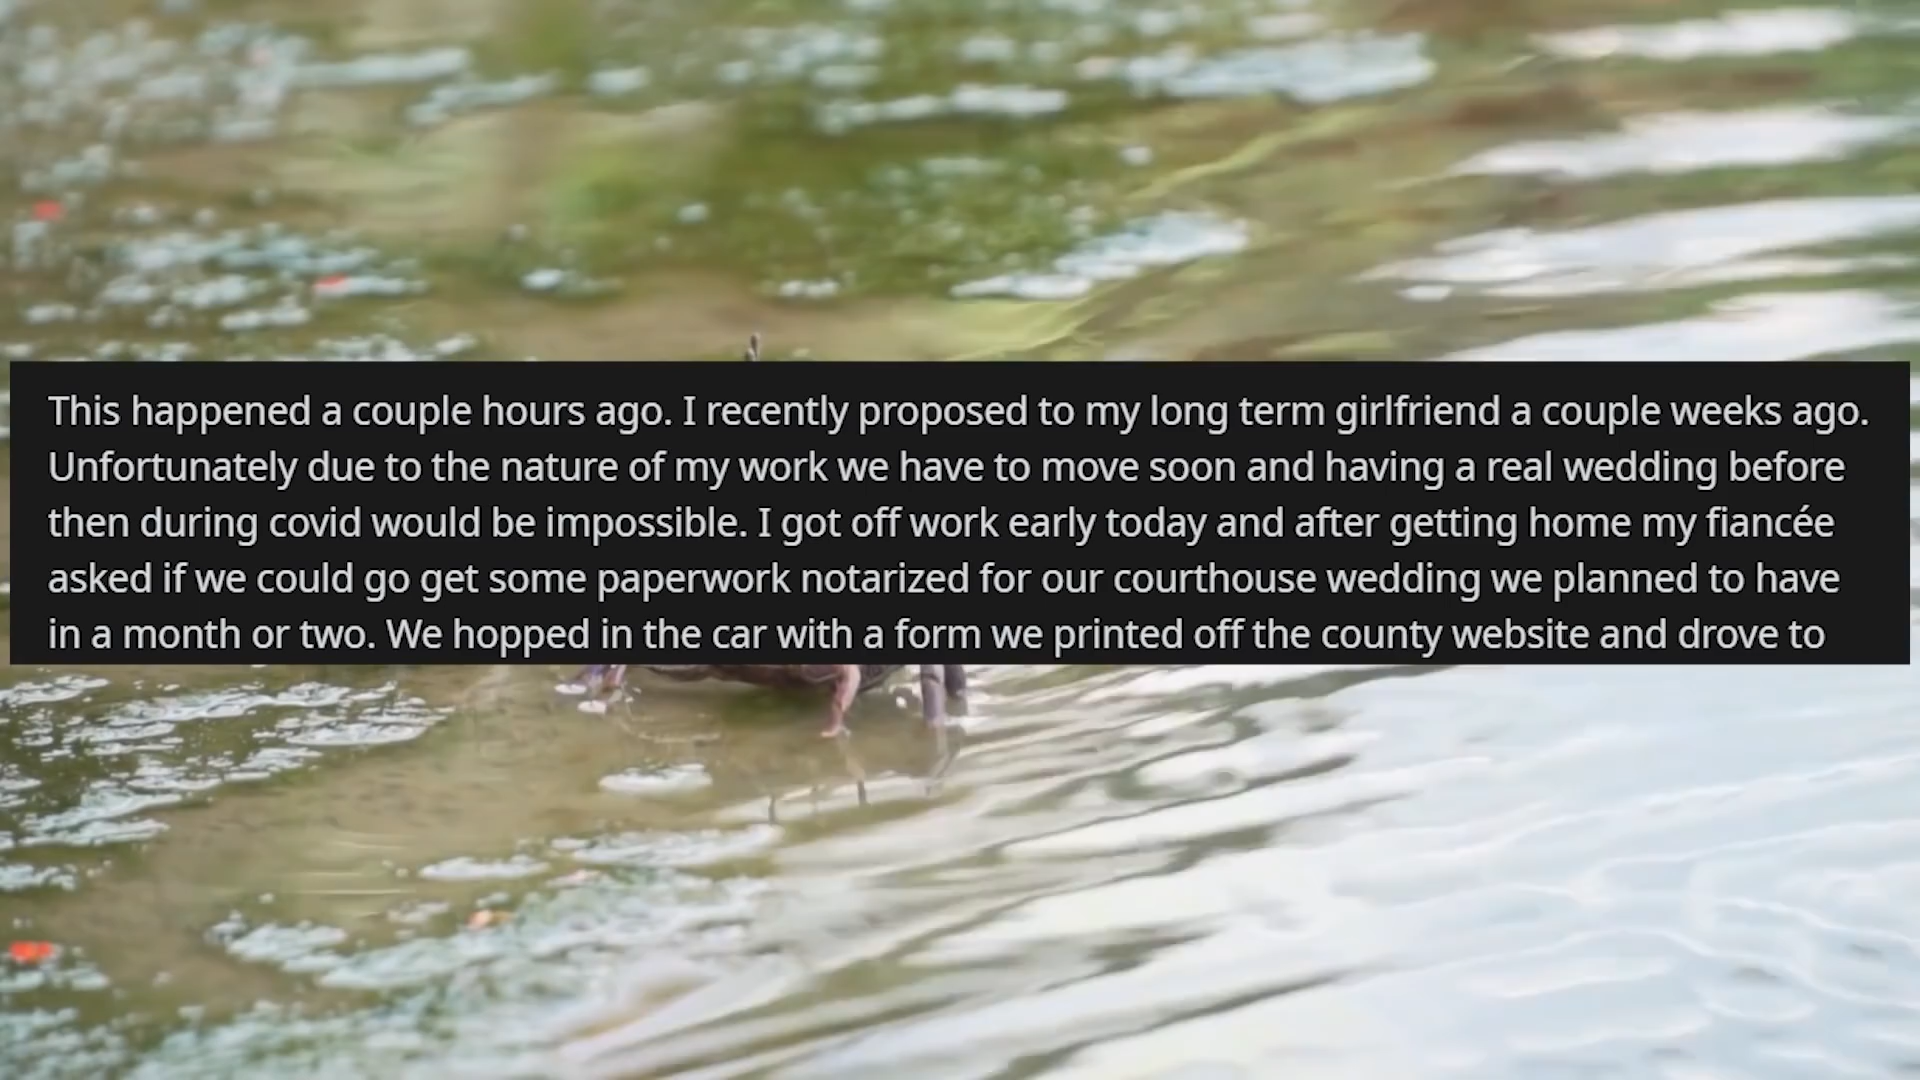 This happened a couple hours ago. I recently proposed to my long term girlfriend a couple weeks ago.
Unfortunately due to the nature of my work we have to move soon and having a real wedding before
then during covid would be impossible. I got off work early today and after getting home my fiancée
asked if we could go get some paperwork notarized for our courthouse wedding we planned to have
in a month or two. We hopped in the car with a form we printed off the county website and drove to